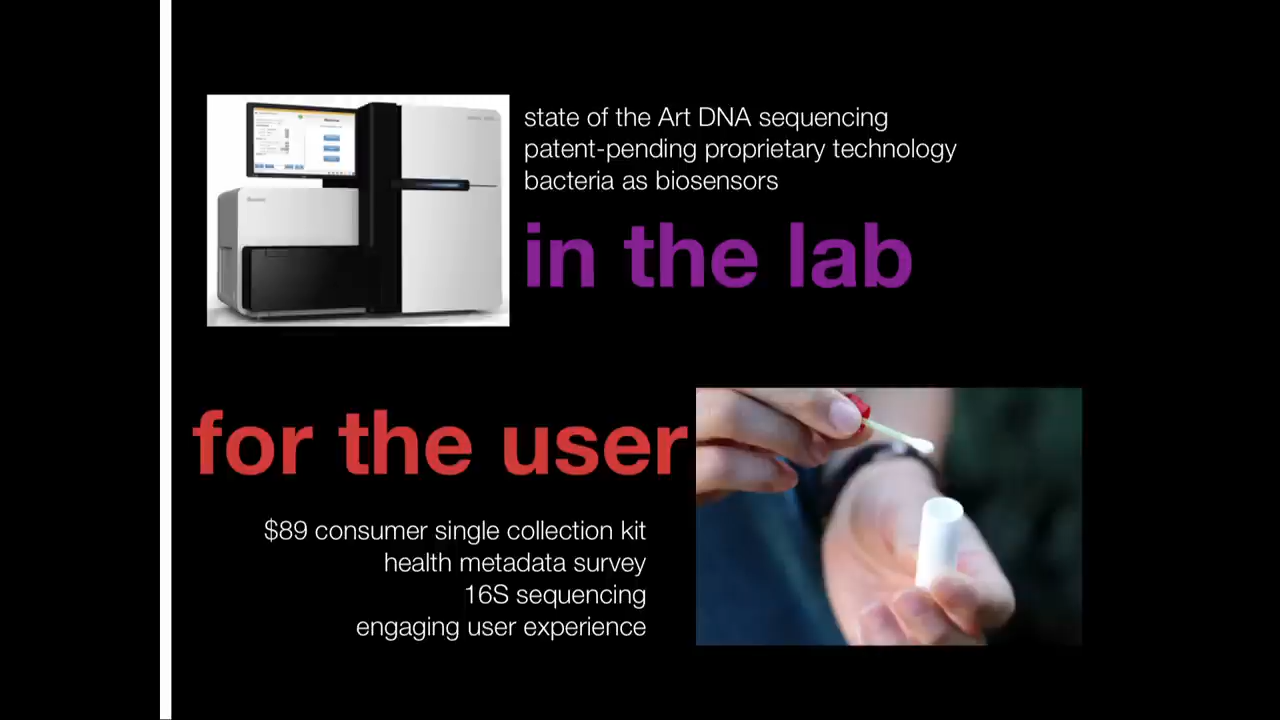 state of the Art DNA sequencing
patent-pending proprietary technology
bacteria as biosensors
in the lab
for the user
$89 consumer single collection kit
health metadata survey
16S sequencing
engaging user experience